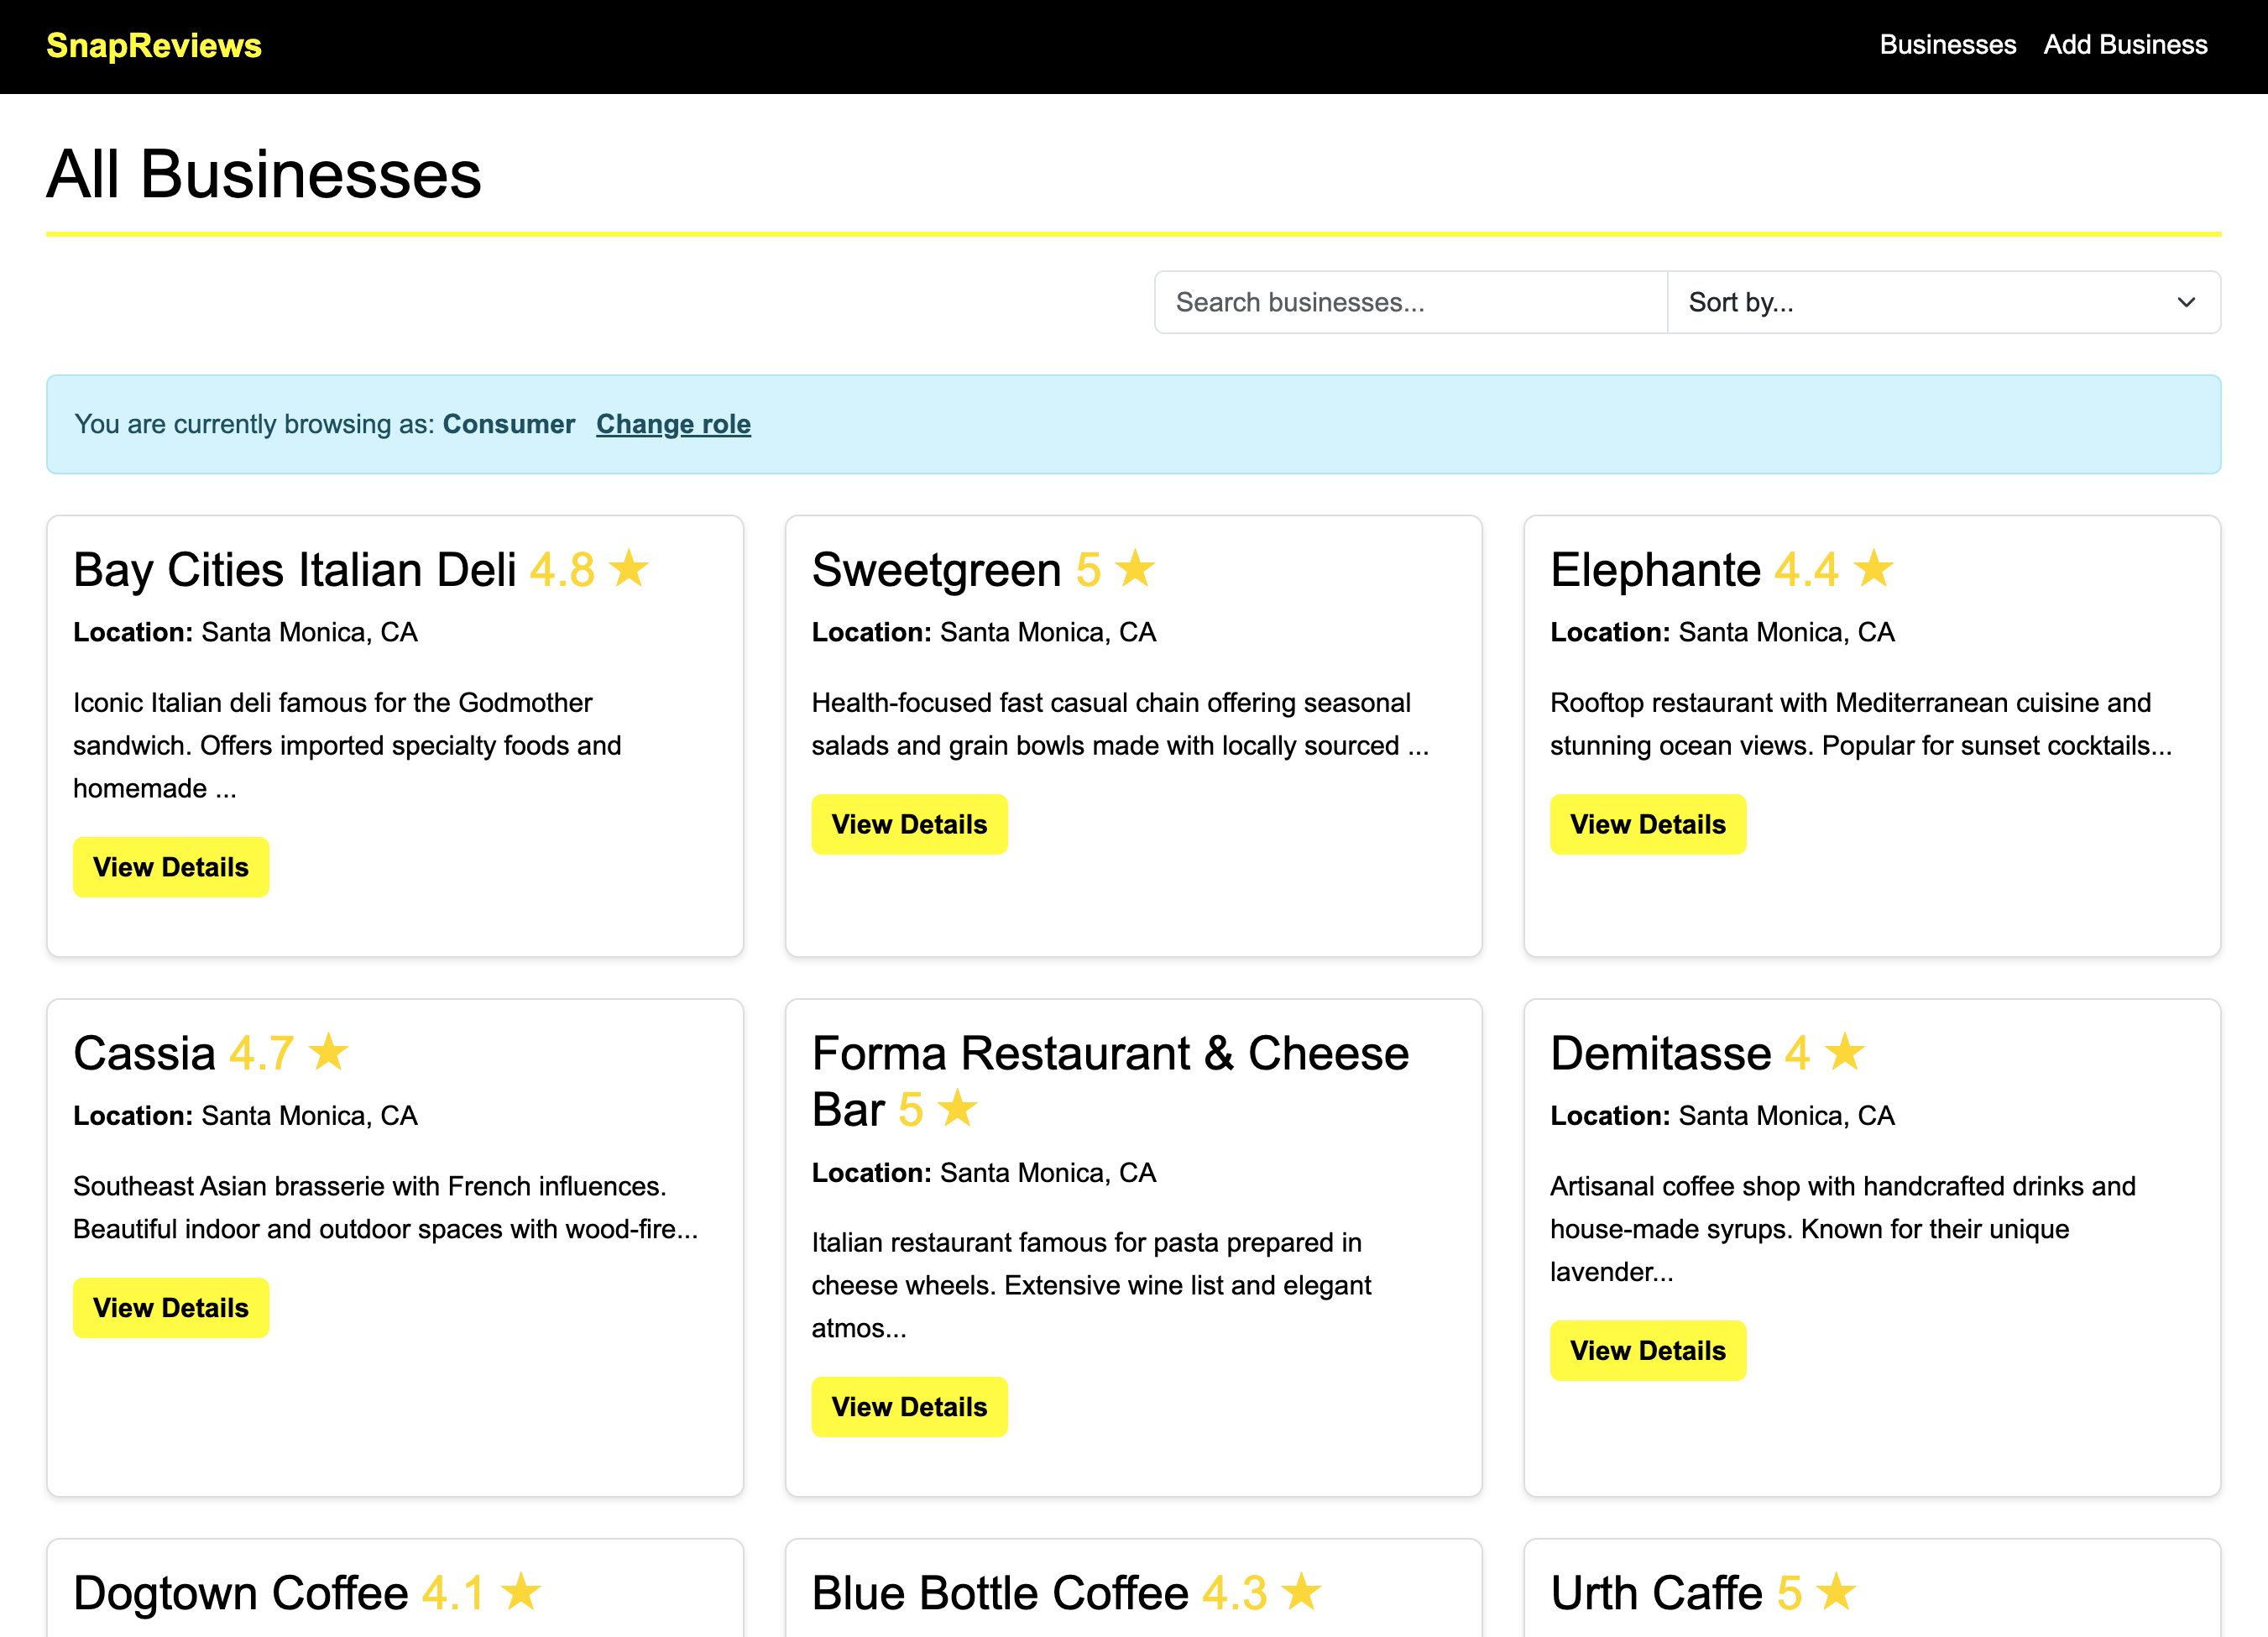 SnapReviews
Businesses Add Business
All Businesses
Search businesses...
Sort by...
You are currently browsing as: Consumer Change role
Bay Cities Italian Deli 4.8 ★
Location: Santa Monica, CA
Iconic Italian deli famous for the Godmother
sandwich. Offers imported specialty foods and
homemade ...
View Details
Sweetgreen 5 ★
Location: Santa Monica, CA
Health-focused fast casual chain offering seasonal
salads and grain bowls made with locally sourced ...
View Details
Elephante 4.4 ★
Location: Santa Monica, CA
Rooftop restaurant with Mediterranean cuisine and
stunning ocean views. Popular for sunset cocktails...
View Details
Cassia 4.7 ★
Location: Santa Monica, CA
Southeast Asian brasserie with French influences.
Beautiful indoor and outdoor spaces with wood-fire...
View Details
Forma Restaurant & Cheese
Bar 5 ★
Location: Santa Monica, CA
Italian restaurant famous for pasta prepared in
cheese wheels. Extensive wine list and elegant
atmos...
View Details
Demitasse 4 ★
Location: Santa Monica, CA
Artisanal coffee shop with handcrafted drinks and
house-made syrups. Known for their unique
lavender...
View Details
Dogtown Coffee 4.1 ★
Blue Bottle Coffee 4.3 ★
Urth Caffe 5 ★